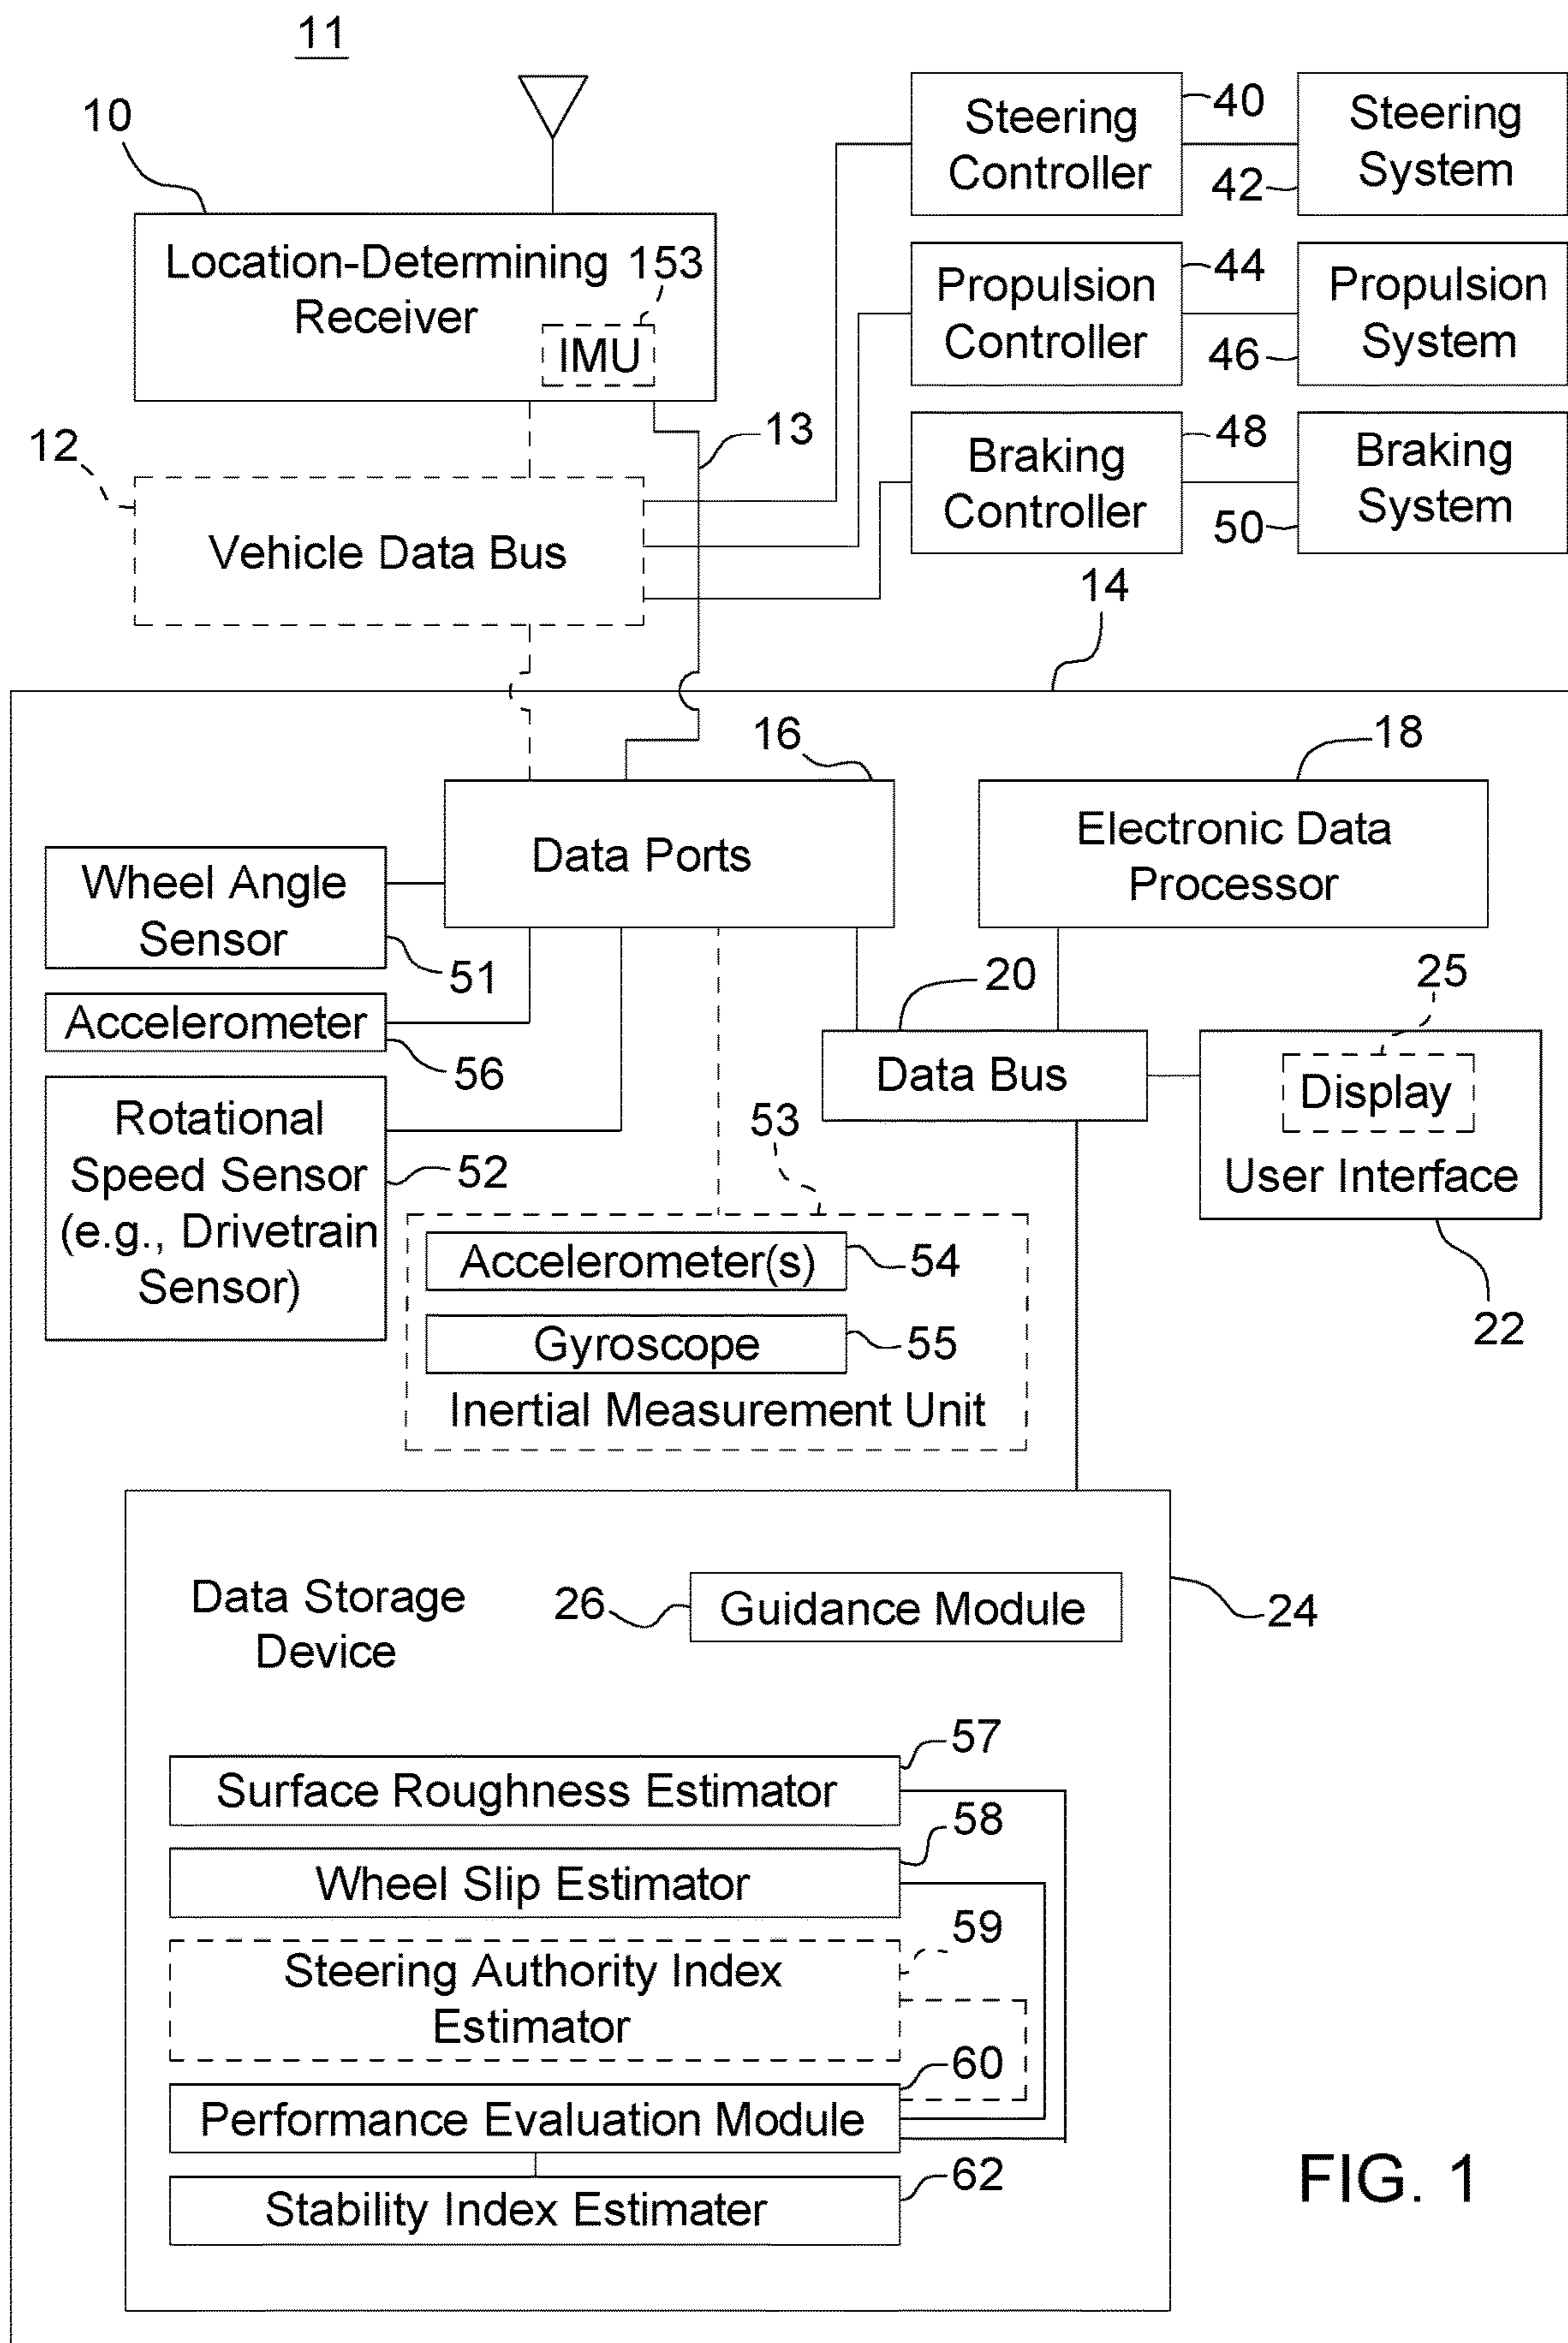 11
10
Location-Determining 153
Receiver
IMU
Steering
Controller
40
Steering
System
42
Propulsion
Controller
44
Propulsion
System
46
12
13
Braking
Controller
48
Braking
System
50
Vehicle Data Bus
14
16
18
Data Ports
Electronic Data
Processor
Wheel Angle
Sensor
51
20
25
Accelerometer
56
Data Bus
Display
User Interface
22
Rotational
Speed Sensor
(e.g., Drivetrain
Sensor)
52
53
Accelerometer(s)
54
Gyroscope
55
Inertial Measurement Unit
Data Storage
Device
26
Guidance Module
24
57
Surface Roughness Estimator
58
Wheel Slip Estimator
59
Steering Authority Index
Estimator
60
Performance Evaluation Module
62
Stability Index Estimater
FIG. 1